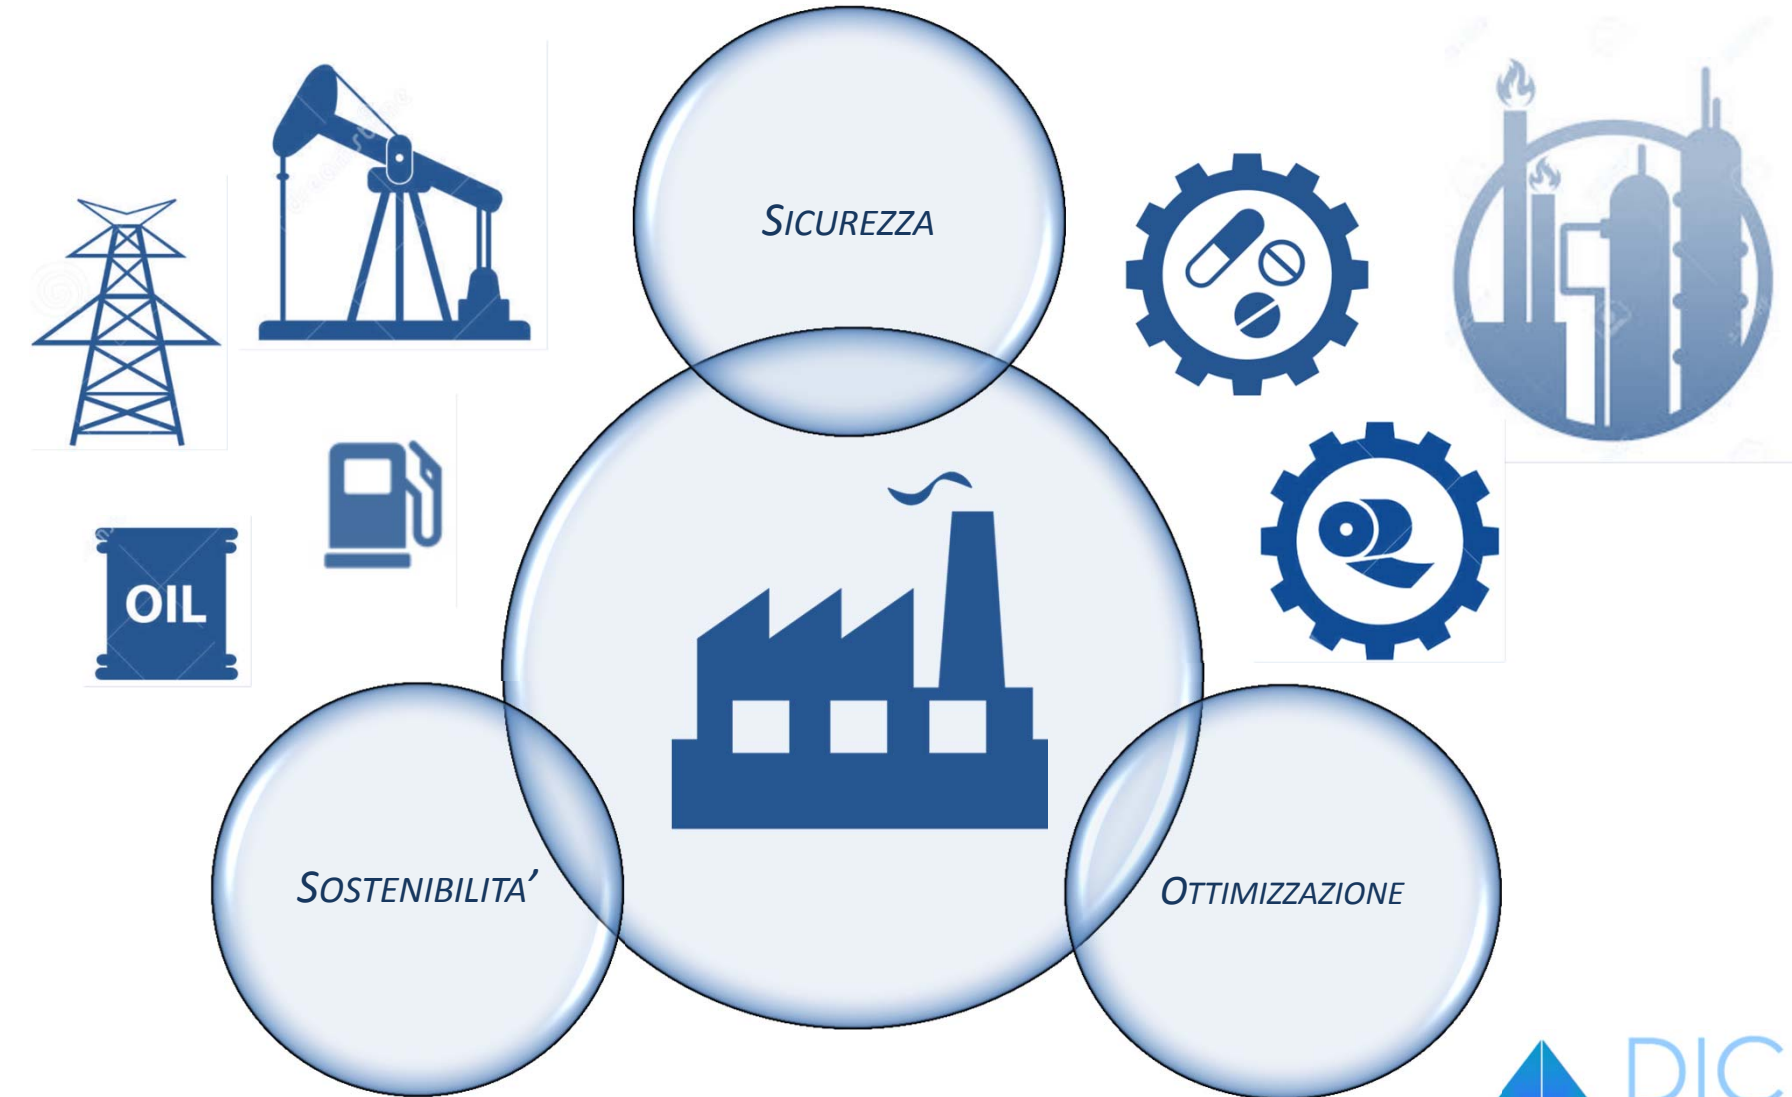 SICUREZZA
OIL
SOSTENIBILITA’
OTTIMIZZAZIONE
DIC